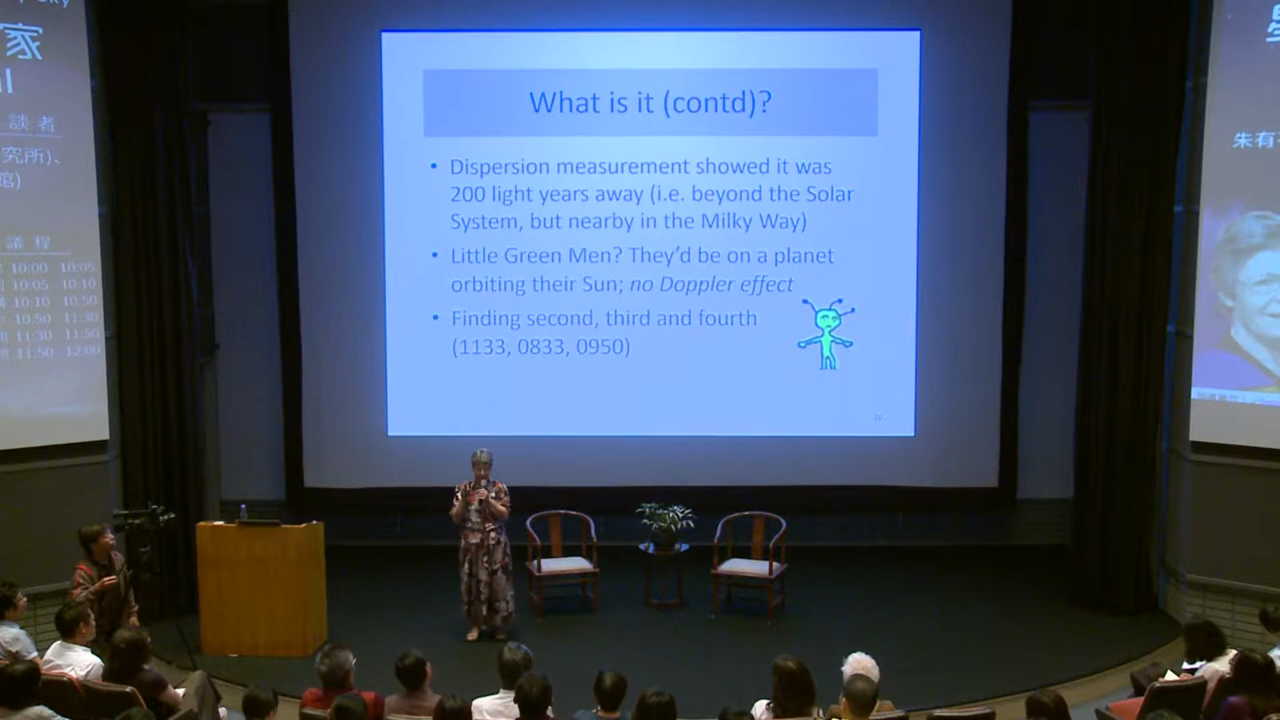 家
談者
究所)、
館)
議程
10:00 10:05
10:05 10:10
10:10 10:50
10:50 11:30
11:30 11:50
11:50 12:00
What is it (contd)?
• Dispersion measurement showed it was
200 light years away (i.e. beyond the Solar
System, but nearby in the Milky Way)
• Little Green Men? They'd be on a planet
orbiting their Sun; no Doppler effect
• Finding second, third and fourth
(1133, 0833, 0950)
朱有